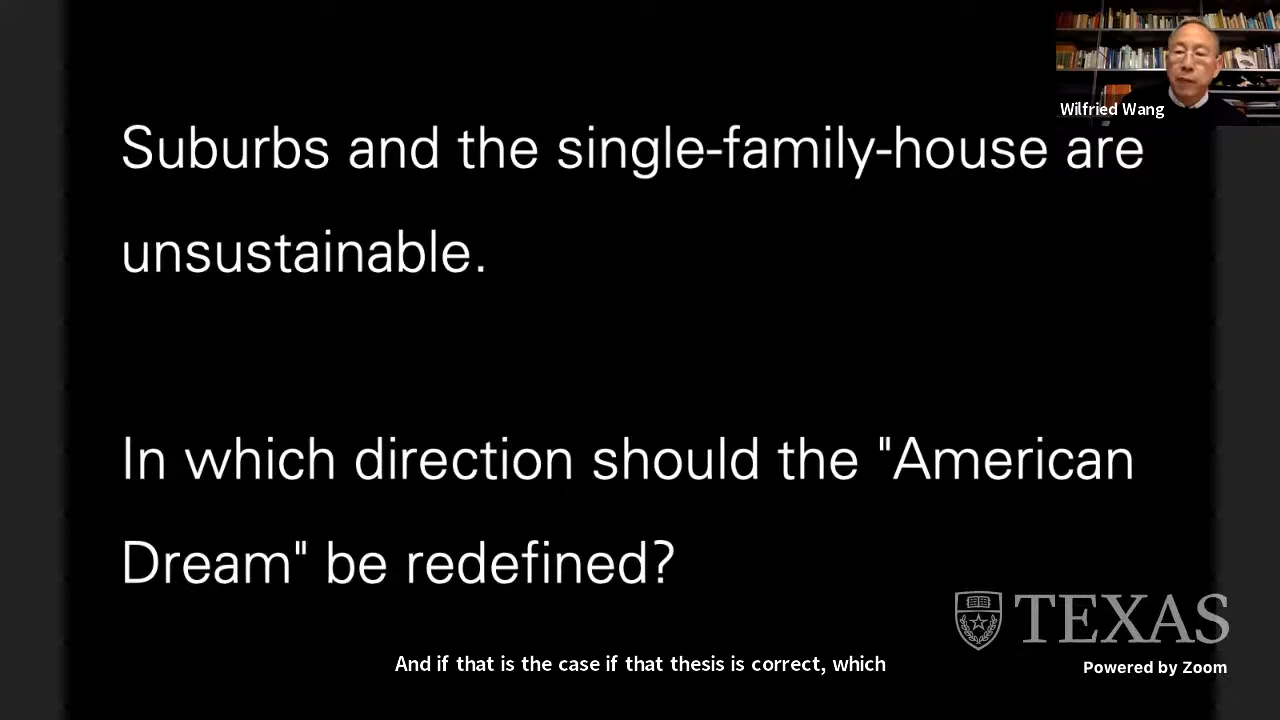 Wilfried Wang
Suburbs and the single-family-house are
unsustainable.
In which direction should the "American
Dream" be redefined?
TEXAS
And if that is the case if that thesis is correct, which
Powered by Zoom